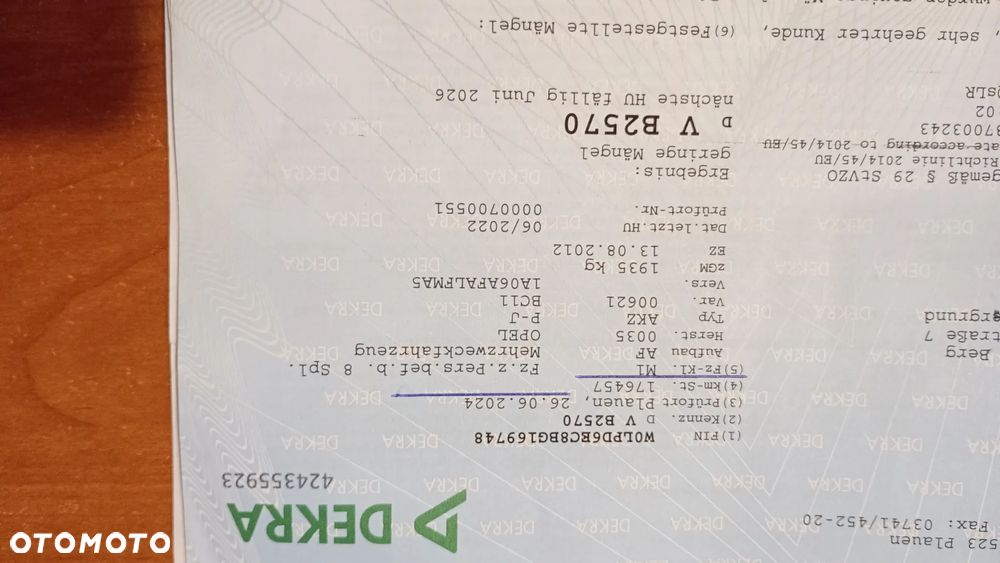 523 Plauen
Fax: 03741/452-20
DEKRA
424355923
(1)FIN W0LPD6EC8BG169748
(2)Kennz. D V B2570
(3)Prüfort Plauen, 26.06.2024
(4)km-St. 176457
(5)Fz-Kl. M1 Fz.z.Pers.bef.b. 8 Spl.
Aufbau AF Mehrzweckfahrzeug
Herst. 0035 OPEL
Typ AKZ P-J
Var. 00621 BC11
Vers. 1A06AFALFMA5
zGM 1935 kg
EZ 13.08.2012
Dat.letzt.HU 06/2022
Prüfort-Nr. 0000700551
Ergebnis:
geringe Mängel
D V B2570
nächste HU fällig Juni 2026
Berg
traße 7
gemäß § 29 StVZO
Richtlinie 2014/45/EU
ate according to 2014/45/EU
37003243
02
, sehr geehrter Kunde, (6)Festgestellte Mängel:
wurden
OTOMOTO